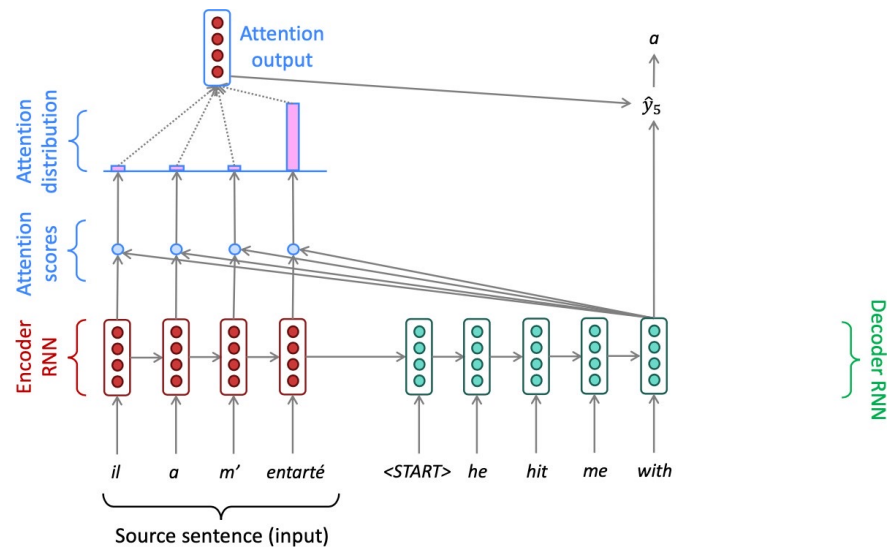 Attention
output
a
ŷ5
Attention
distribution
Attention
scores
Encoder
RNN
Decoder RNN
il a m’ entarté <START> he hit me with
Source sentence (input)